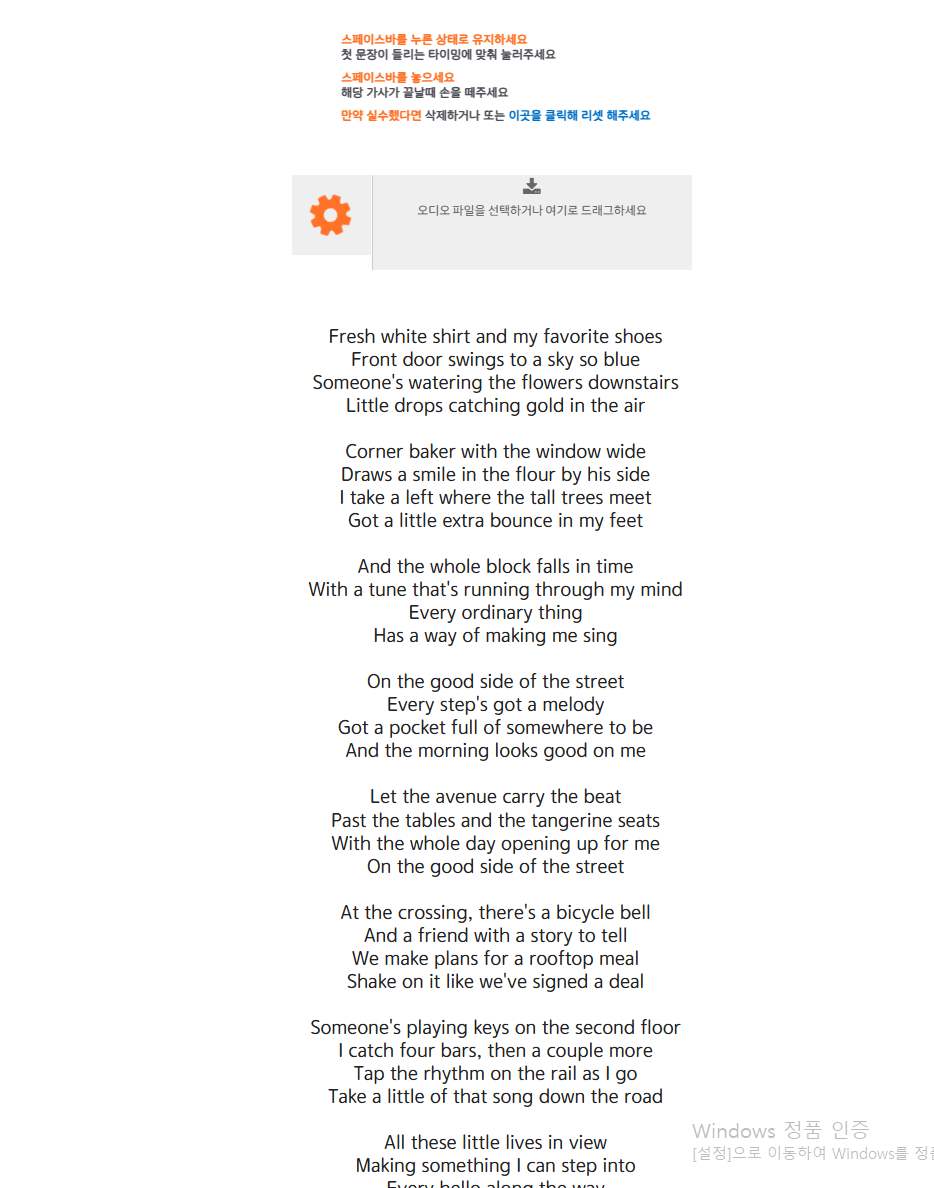 스페이스바를 누른 상태로 유지하세요
첫 문장이 들리는 타이밍에 맞춰 눌러주세요
스페이스바를 놓으세요
해당 가사가 끝날때 손을 떼주세요
만약 실수했다면 삭제하거나 또는 이곳을 클릭해 리셋 해주세요
오디오 파일을 선택하거나 여기로 드래그하세요
Fresh white shirt and my favorite shoes
Front door swings to a sky so blue
Someone's watering the flowers downstairs
Little drops catching gold in the air
Corner baker with the window wide
Draws a smile in the flour by his side
I take a left where the tall trees meet
Got a little extra bounce in my feet
And the whole block falls in time
With a tune that's running through my mind
Every ordinary thing
Has a way of making me sing
On the good side of the street
Every step's got a melody
Got a pocket full of somewhere to be
And the morning looks good on me
Let the avenue carry the beat
Past the tables and the tangerine seats
With the whole day opening up for me
On the good side of the street
At the crossing, there's a bicycle bell
And a friend with a story to tell
We make plans for a rooftop meal
Shake on it like we've signed a deal
Someone's playing keys on the second floor
I catch four bars, then a couple more
Tap the rhythm on the rail as I go
Take a little of that song down the road
All these little lives in view
Making something I can step into
Every hello along the way
Windows 정품 인증
[설정]으로 이동하여 Windows를 정품